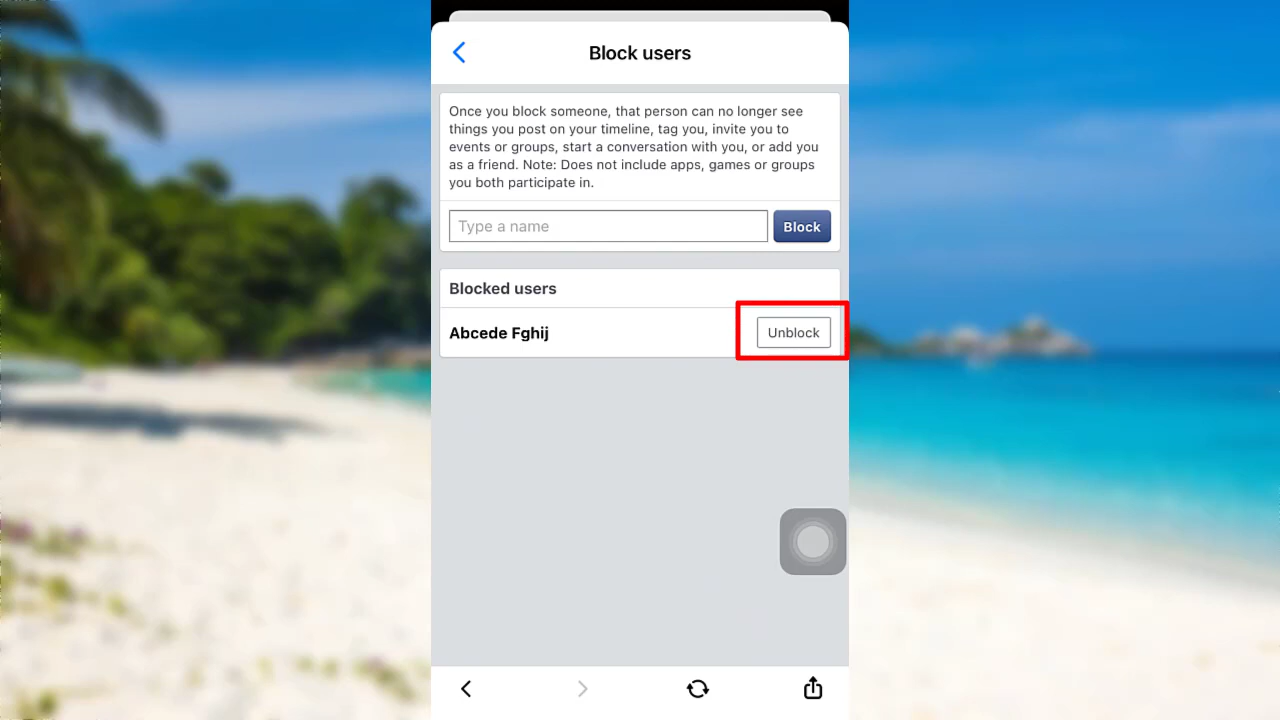 Block users
Once you block someone, that person can no longer see
things you post on your timeline, tag you, invite you to
events or groups, start a conversation with you, or add you
as a friend. Note: Does not include apps, games or groups
you both participate in.
Type a name
Block
Blocked users
Abcede Fghij
Unblock